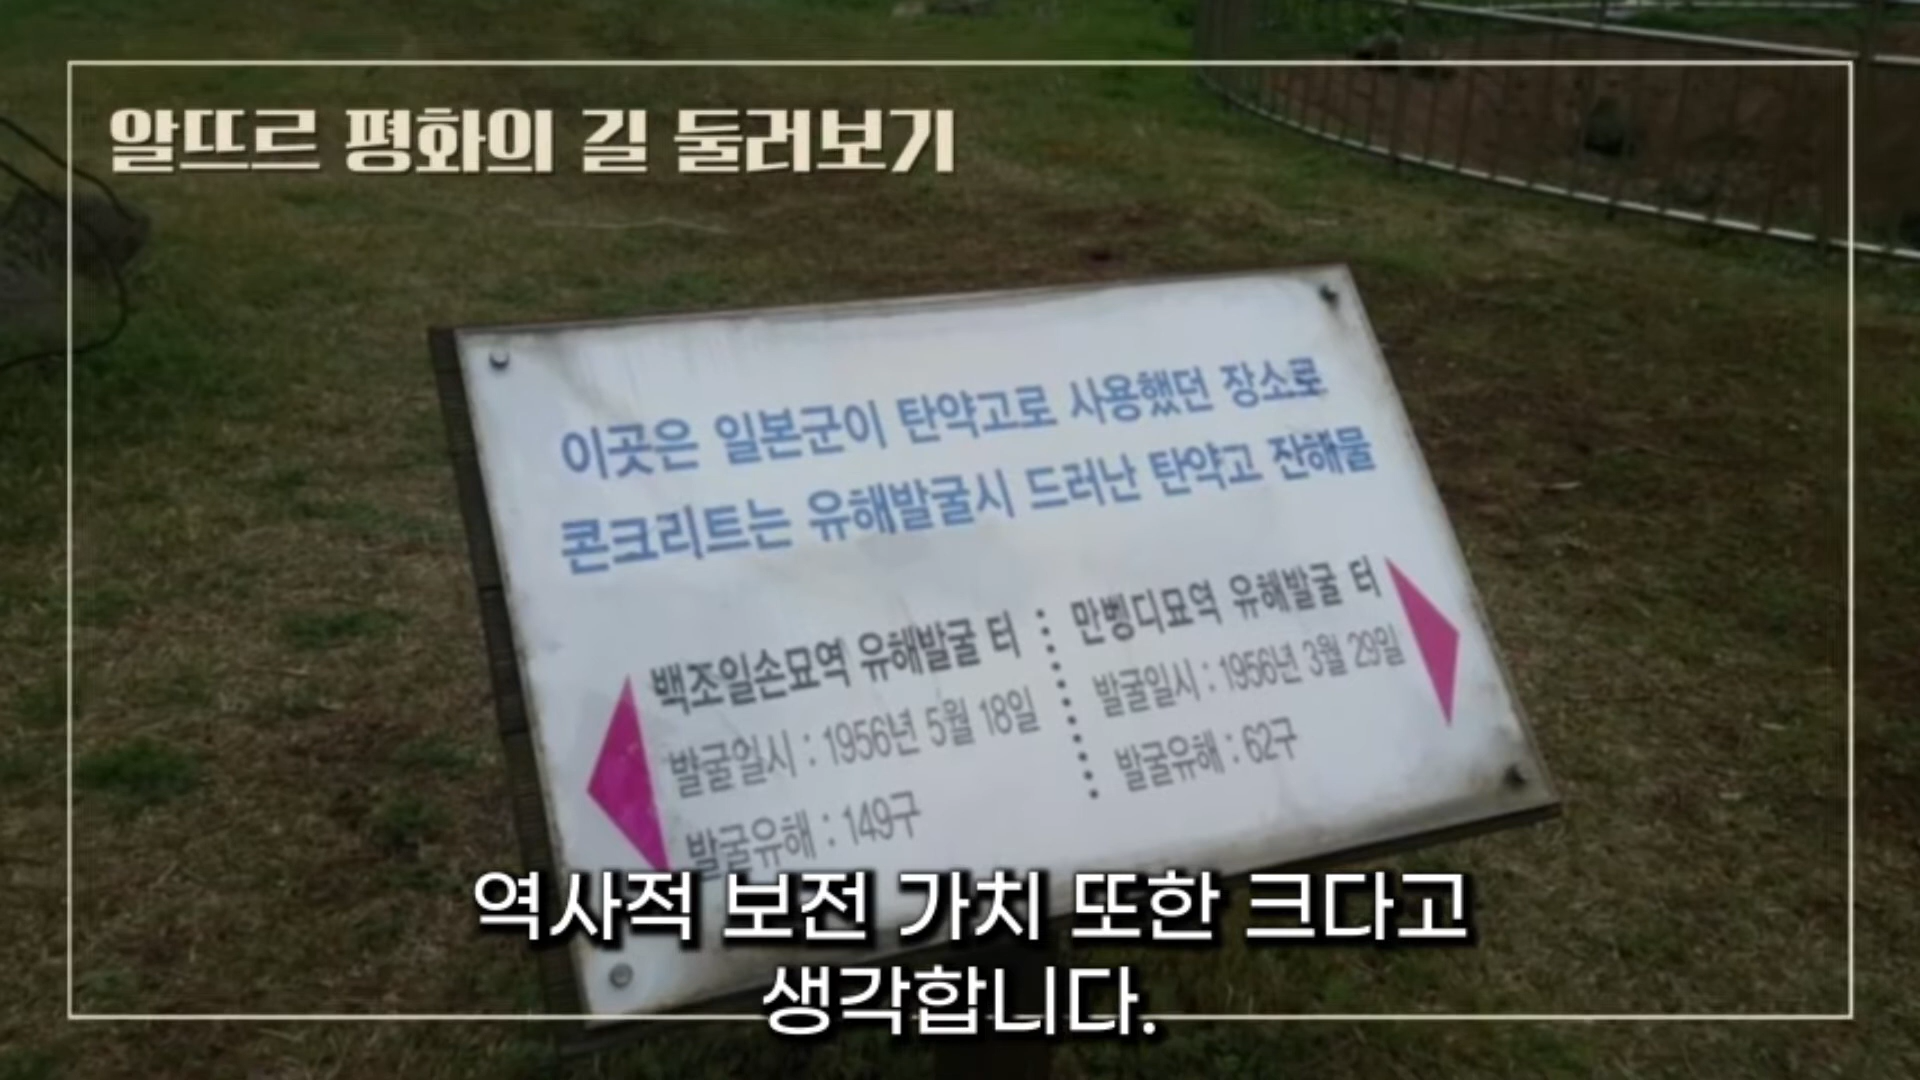 알뜨르 평화의 길 둘러보기
이곳은 일본군이 탄약고로 사용했던 장소로
콘크리트는 유해발굴시 드러난 탄약고 잔해물
백조일손묘역 유해발굴 터
발굴일시 : 1956년 5월 18일
발굴유해 : 149구
만벵디묘역 유해발굴 터
발굴일시 : 1956년 3월 29일
발굴유해 : 62구
역사적 보전 가치 또한 크다고
생각합니다.